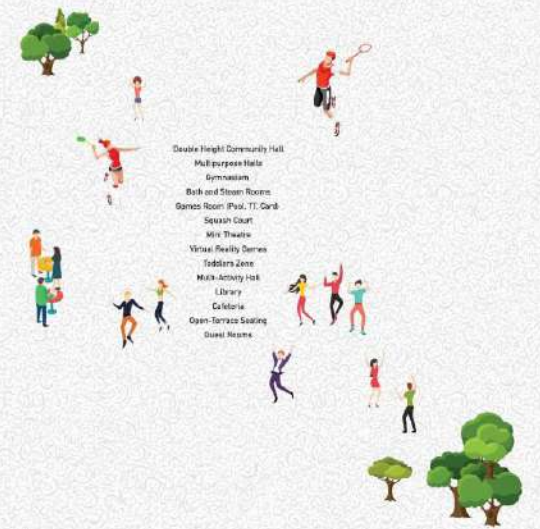 Double Height Community Hall
Multipurpose Halls
Gymnasium
Bath and Steam Rooms
Games Room (Pool, TT, Card)
Squash Court
Mini Theatre
Virtual Reality Games
Toddlers Zone
Multi-Activity Hall
Library
Cafeteria
Open-Terrace Seating
Guest Rooms